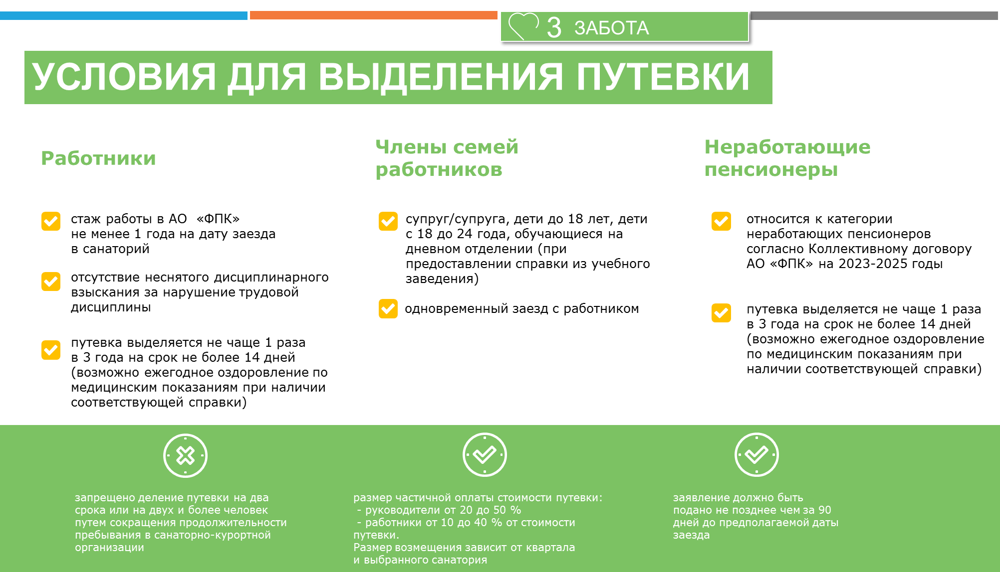 3 ЗАБОТА
УСЛОВИЯ ДЛЯ ВЫДЕЛЕНИЯ ПУТЕВКИ
Работники
стаж работы в АО «ФПК»
не менее 1 года на дату заезда
в санаторий
отсутствие неснятого дисциплинарного
взыскания за нарушение трудовой
дисциплины
путевка выделяется не чаще 1 раза
в 3 года на срок не более 14 дней
(возможно ежегодное оздоровление по
медицинским показаниям при наличии
соответствующей справки)
Члены семей
работников
супруг/супруга, дети до 18 лет, дети
с 18 до 24 года, обучающиеся на
дневном отделении (при
предоставлении справки из учебного
заведения)
одновременный заезд с работником
Неработающие
пенсионеры
относится к категории
неработающих пенсионеров
согласно Коллективному договору
АО «ФПК» на 2023-2025 годы
путевка выделяется не чаще 1 раза
в 3 года на срок не более 14 дней
(возможно ежегодное оздоровление
по медицинским показаниям при
наличии соответствующей справки)
запрещено деление путевки на два
срока или на двух и более человек
путем сокращения продолжительности
пребывания в санаторно-курортной
организации
размер частичной оплаты стоимости путевки:
- руководители от 20 до 50 %
- работники от 10 до 40 % от стоимости
путевки.
Размер возмещения зависит от квартала
и выбранного санатория
заявление должно быть
подано не позднее чем за 90
дней до предполагаемой даты
заезда